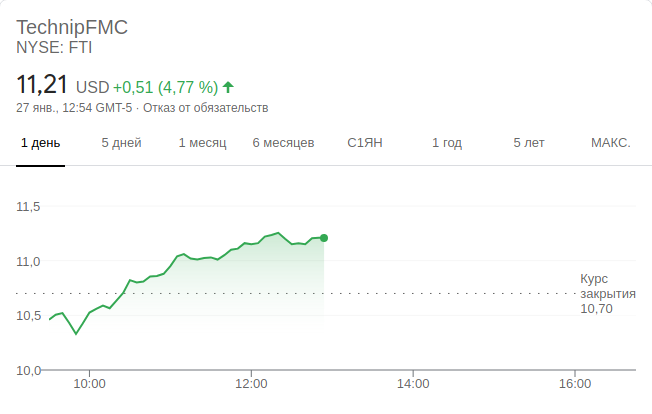 TechnipFMC
NYSE: FTI
11,21 USD +0,51 (4,77 %)
27 янв., 12:54 GMT-5 · Отказ от обязательств
1 день 5 дней 1 месяц 6 месяцев С1ЯН 1 год 5 лет МАКС.
11,5
11,0
Курс
закрытия
10,70
10,5
10,0
10:00 12:00 14:00 16:00